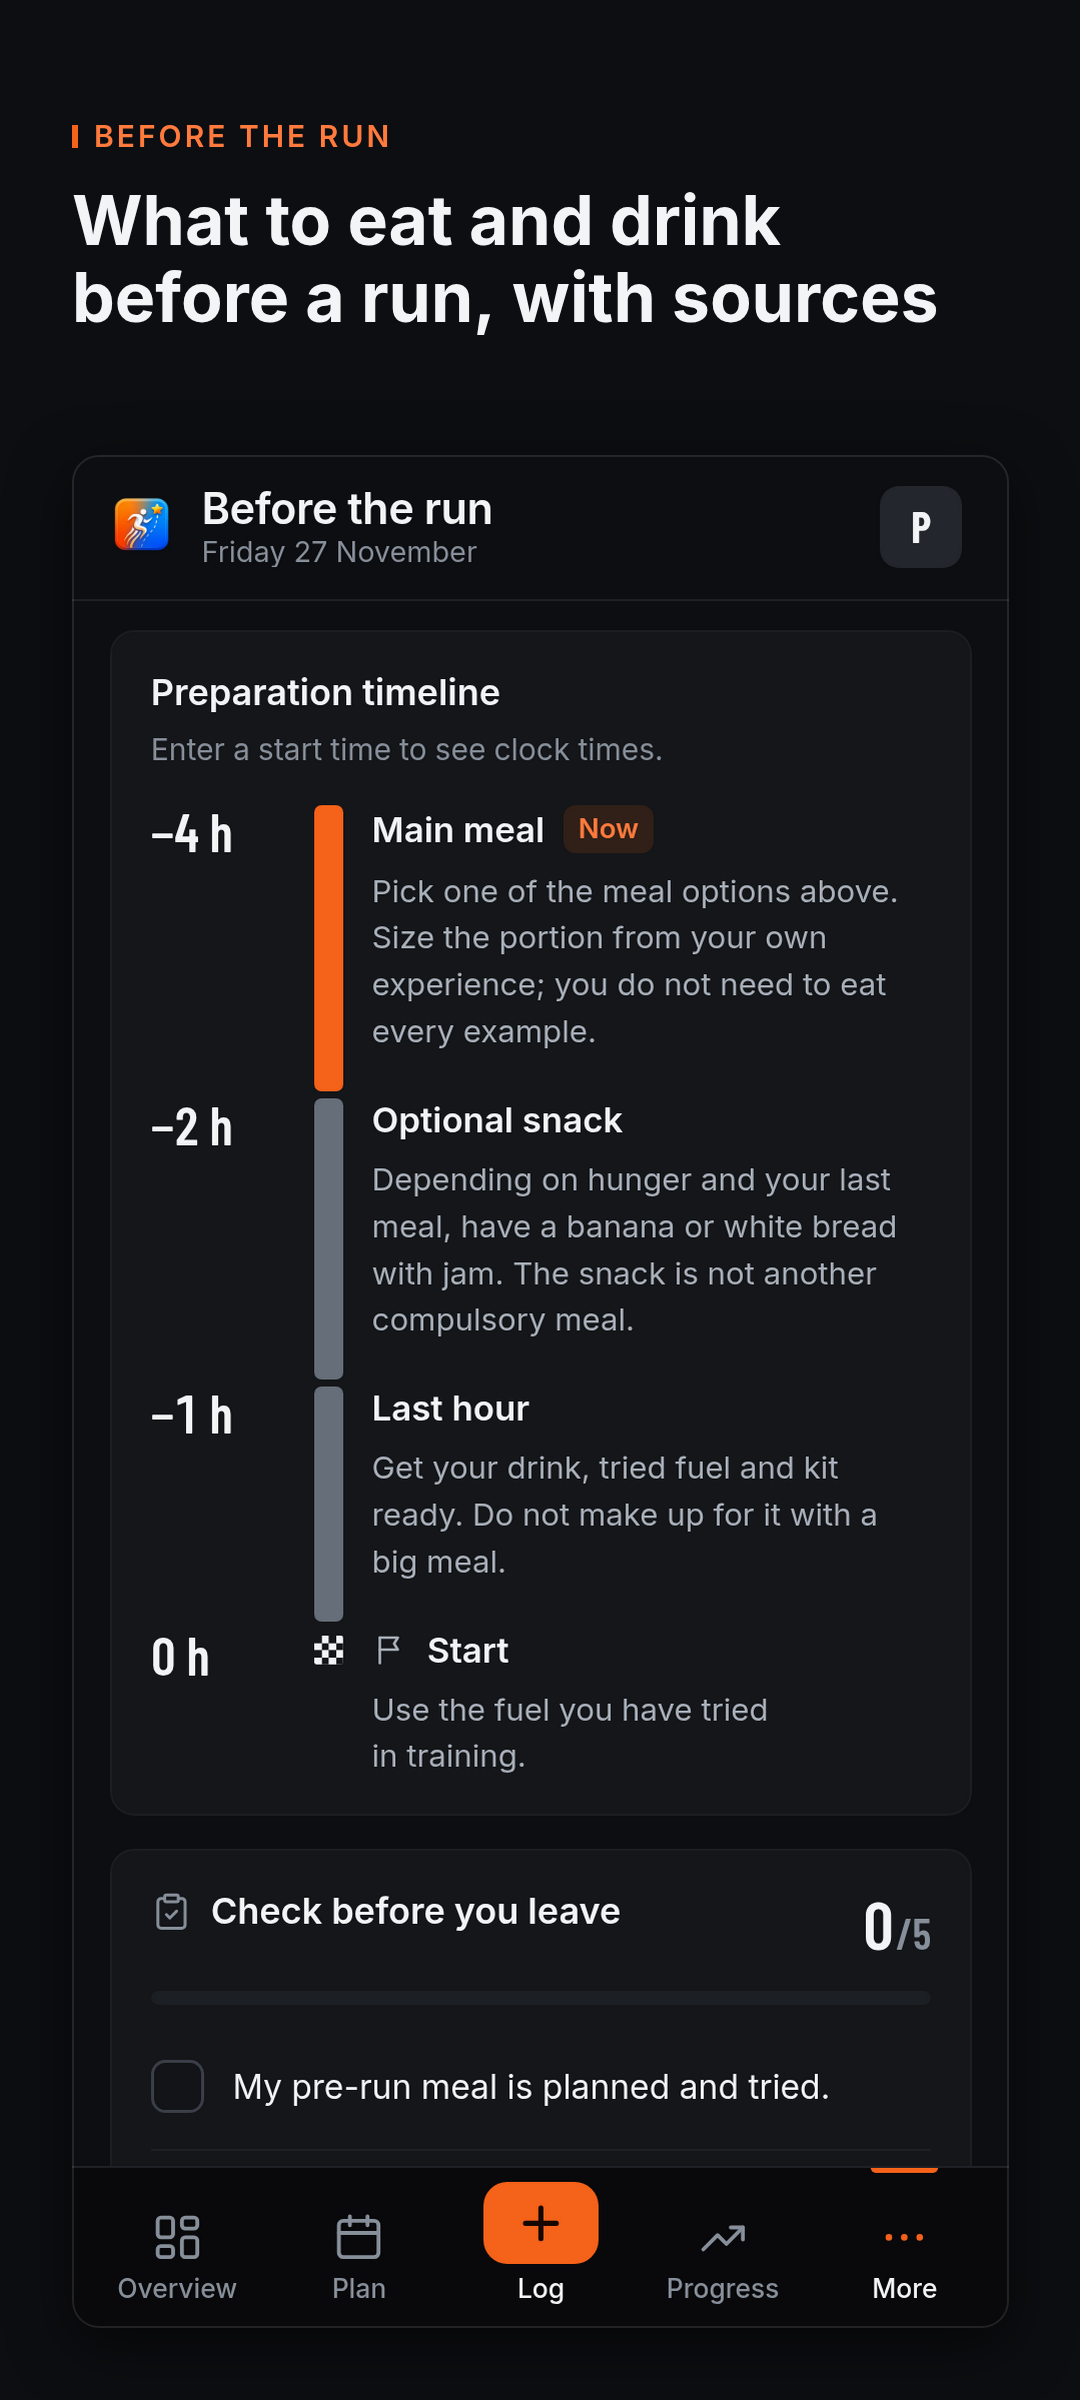 BEFORE THE RUN
What to eat and drink
before a run, with sources
Before the run
Friday 27 November
P
Preparation timeline
Enter a start time to see clock times.
–4 h
Main meal
Now
Pick one of the meal options above.
Size the portion from your own
experience; you do not need to eat
every example.
–2 h
Optional snack
Depending on hunger and your last
meal, have a banana or white bread
with jam. The snack is not another
compulsory meal.
–1 h
Last hour
Get your drink, tried fuel and kit
ready. Do not make up for it with a
big meal.
0 h
Start
Use the fuel you have tried
in training.
Check before you leave
0/5
My pre-run meal is planned and tried.
Overview
Plan
Log
Progress
More